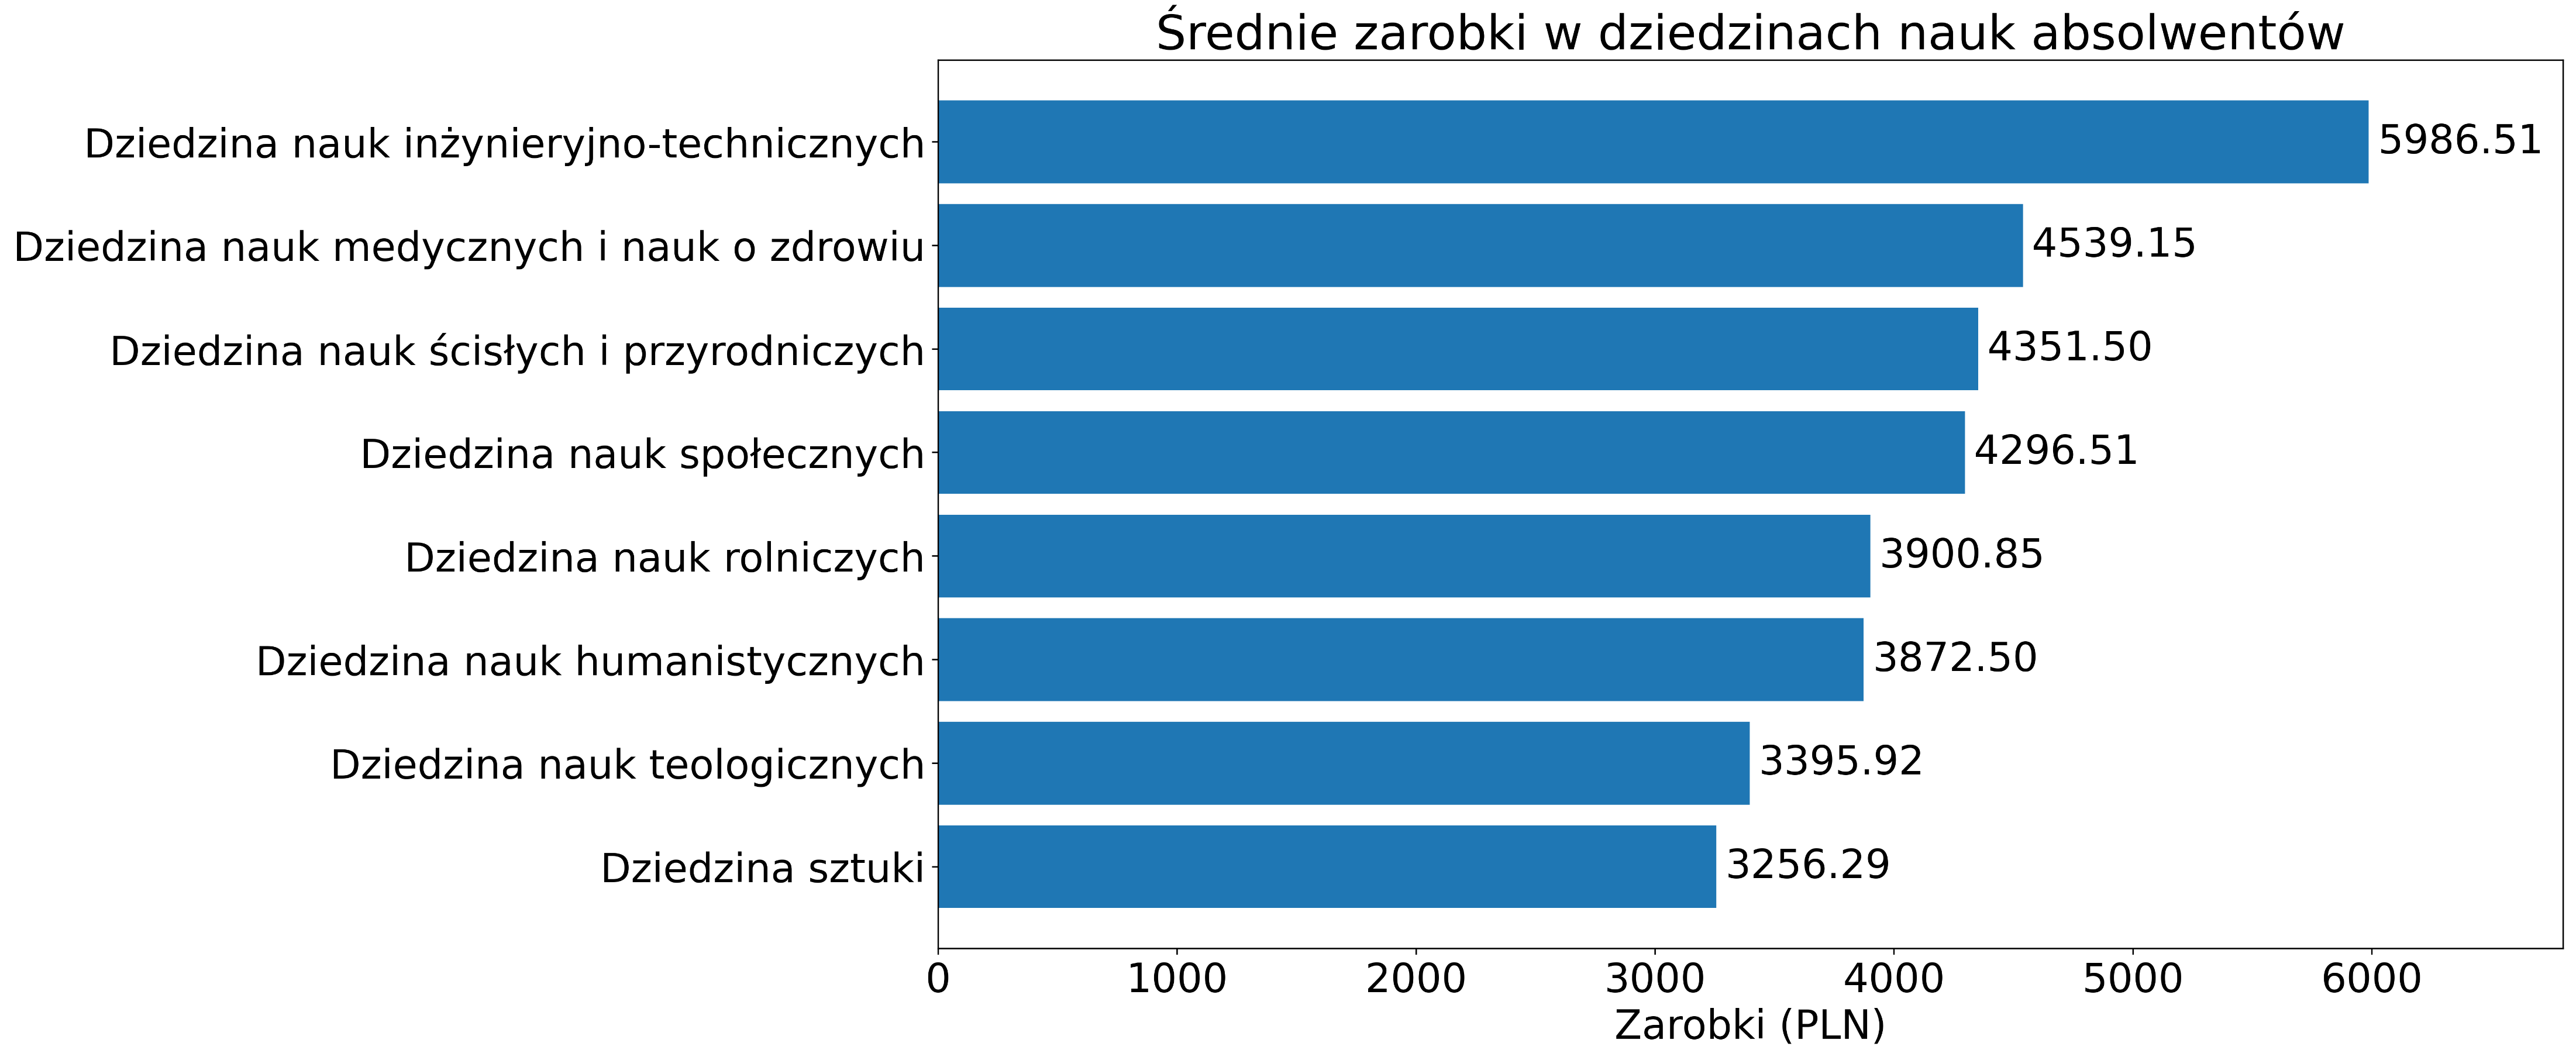 Średnie zarobki w dziedzinach nauk absolwentów
Dziedzina nauk inżynieryjno-technicznych 5986.51
Dziedzina nauk medycznych i nauk o zdrowiu 4539.15
Dziedzina nauk ścisłych i przyrodniczych 4351.50
Dziedzina nauk społecznych 4296.51
Dziedzina nauk rolniczych 3900.85
Dziedzina nauk humanistycznych 3872.50
Dziedzina nauk teologicznych 3395.92
Dziedzina sztuki 3256.29
0 1000 2000 3000 4000 5000 6000
Zarobki (PLN)